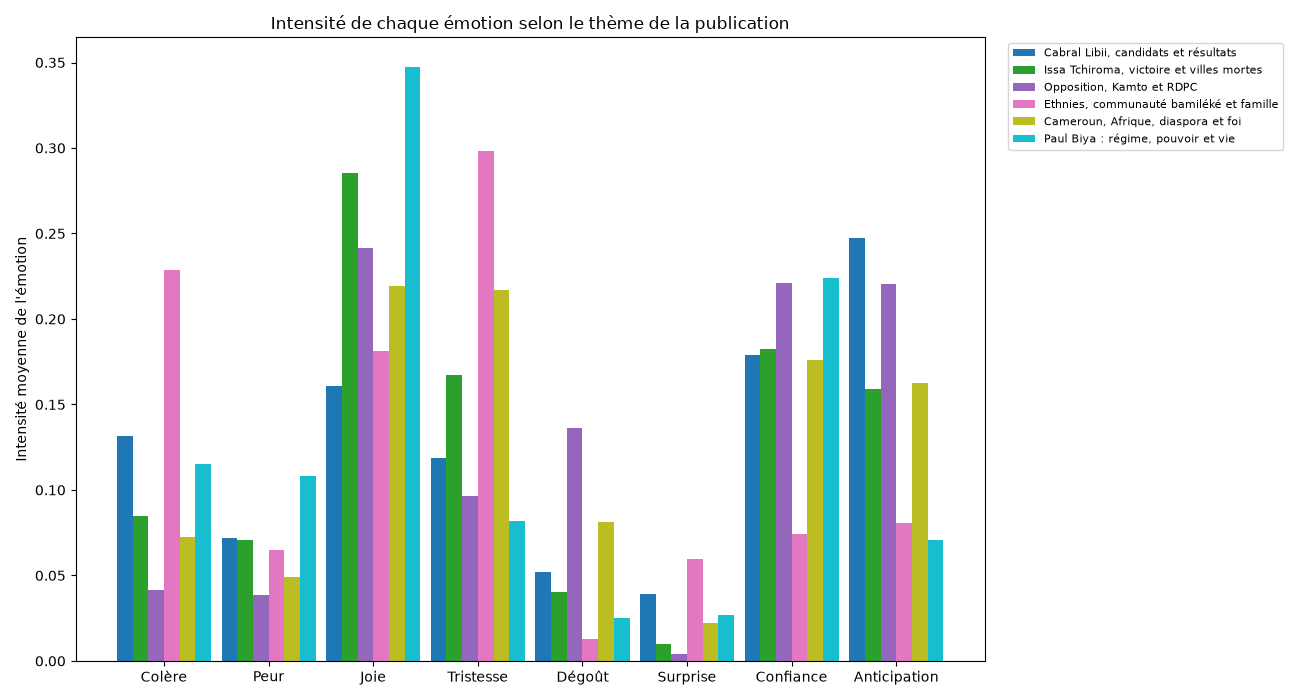 Intensité de chaque émotion selon le thème de la publication
Intensité moyenne de l'émotion
0.35
0.30
0.25
0.20
0.15
0.10
0.05
0.00
Colère
Peur
Joie
Tristesse
Dégoût
Surprise
Confiance
Anticipation
Cabral Libii, candidats et résultats
Issa Tchiroma, victoire et villes mortes
Opposition, Kamto et RDPC
Ethnies, communauté bamiléké et famille
Cameroun, Afrique, diaspora et foi
Paul Biya : régime, pouvoir et vie